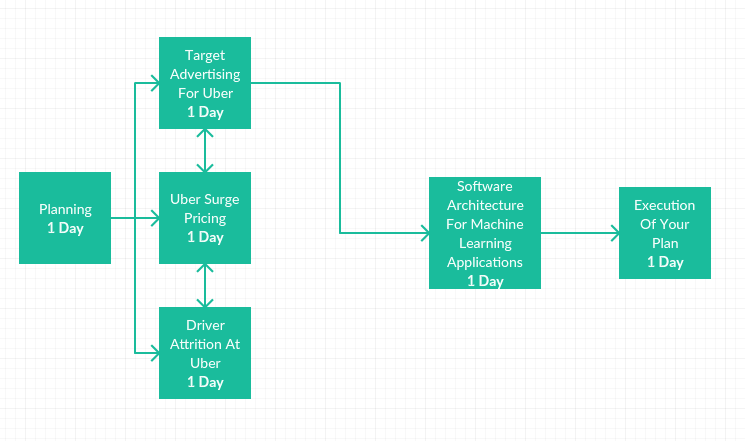 Target
Advertising
For Uber
1 Day
Planning
1 Day
Uber Surge
Pricing
1 Day
Driver
Attrition At
Uber
1 Day
Software
Architecture
For Machine
Learning
Applications
1 Day
Execution
Of Your
Plan
1 Day